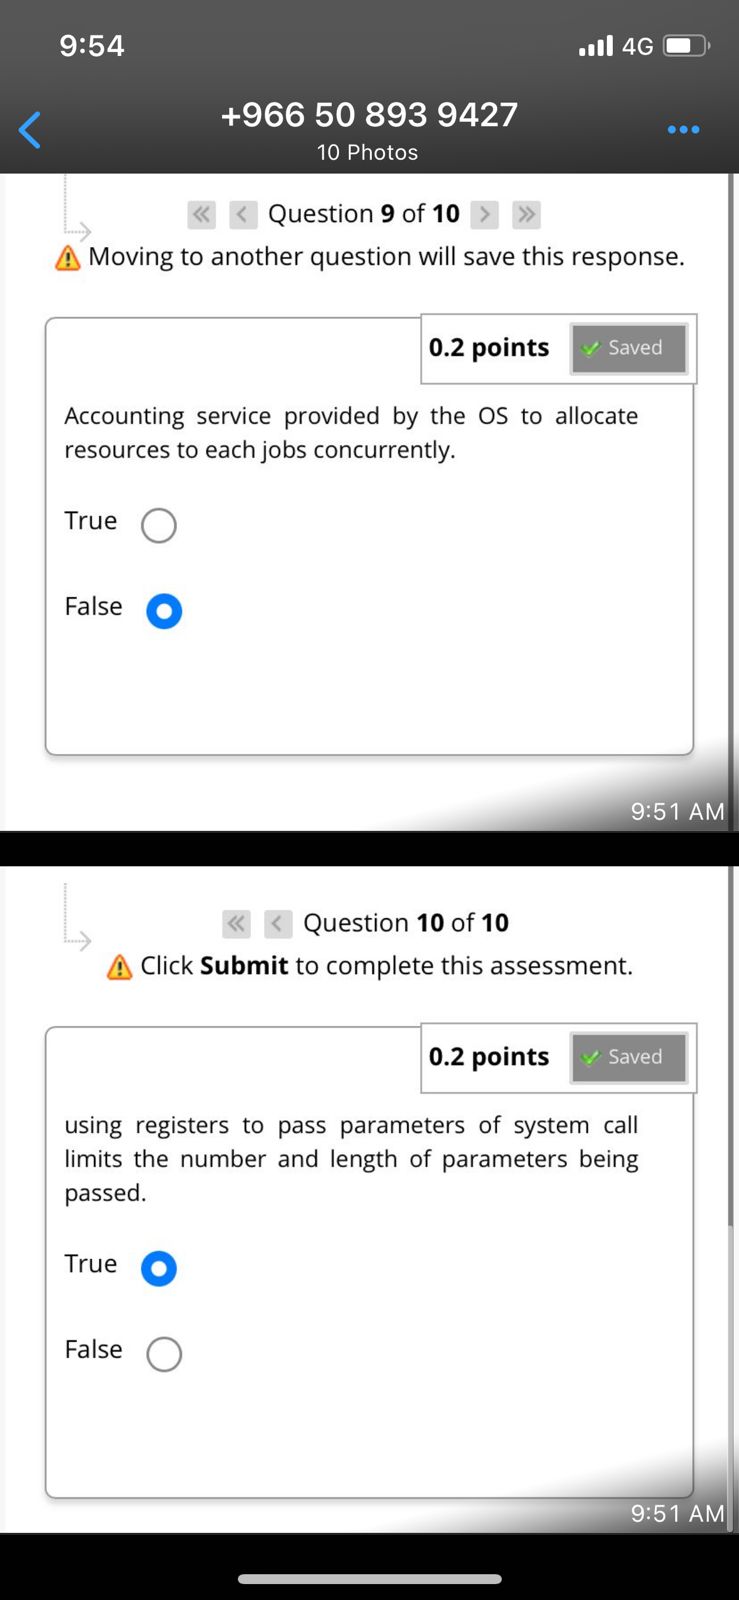 9:54
4G
+966 50 893 9427
10 Photos
Question 9 of 10
Moving to another question will save this response.
0.2 points
Saved
Accounting service provided by the OS to allocate
resources to each jobs concurrently.
True
False
9:51 AM
Question 10 of 10
Click Submit to complete this assessment.
0.2 points
Saved
using registers to pass parameters of system call
limits the number and length of parameters being
passed.
True
False
9:51 AM